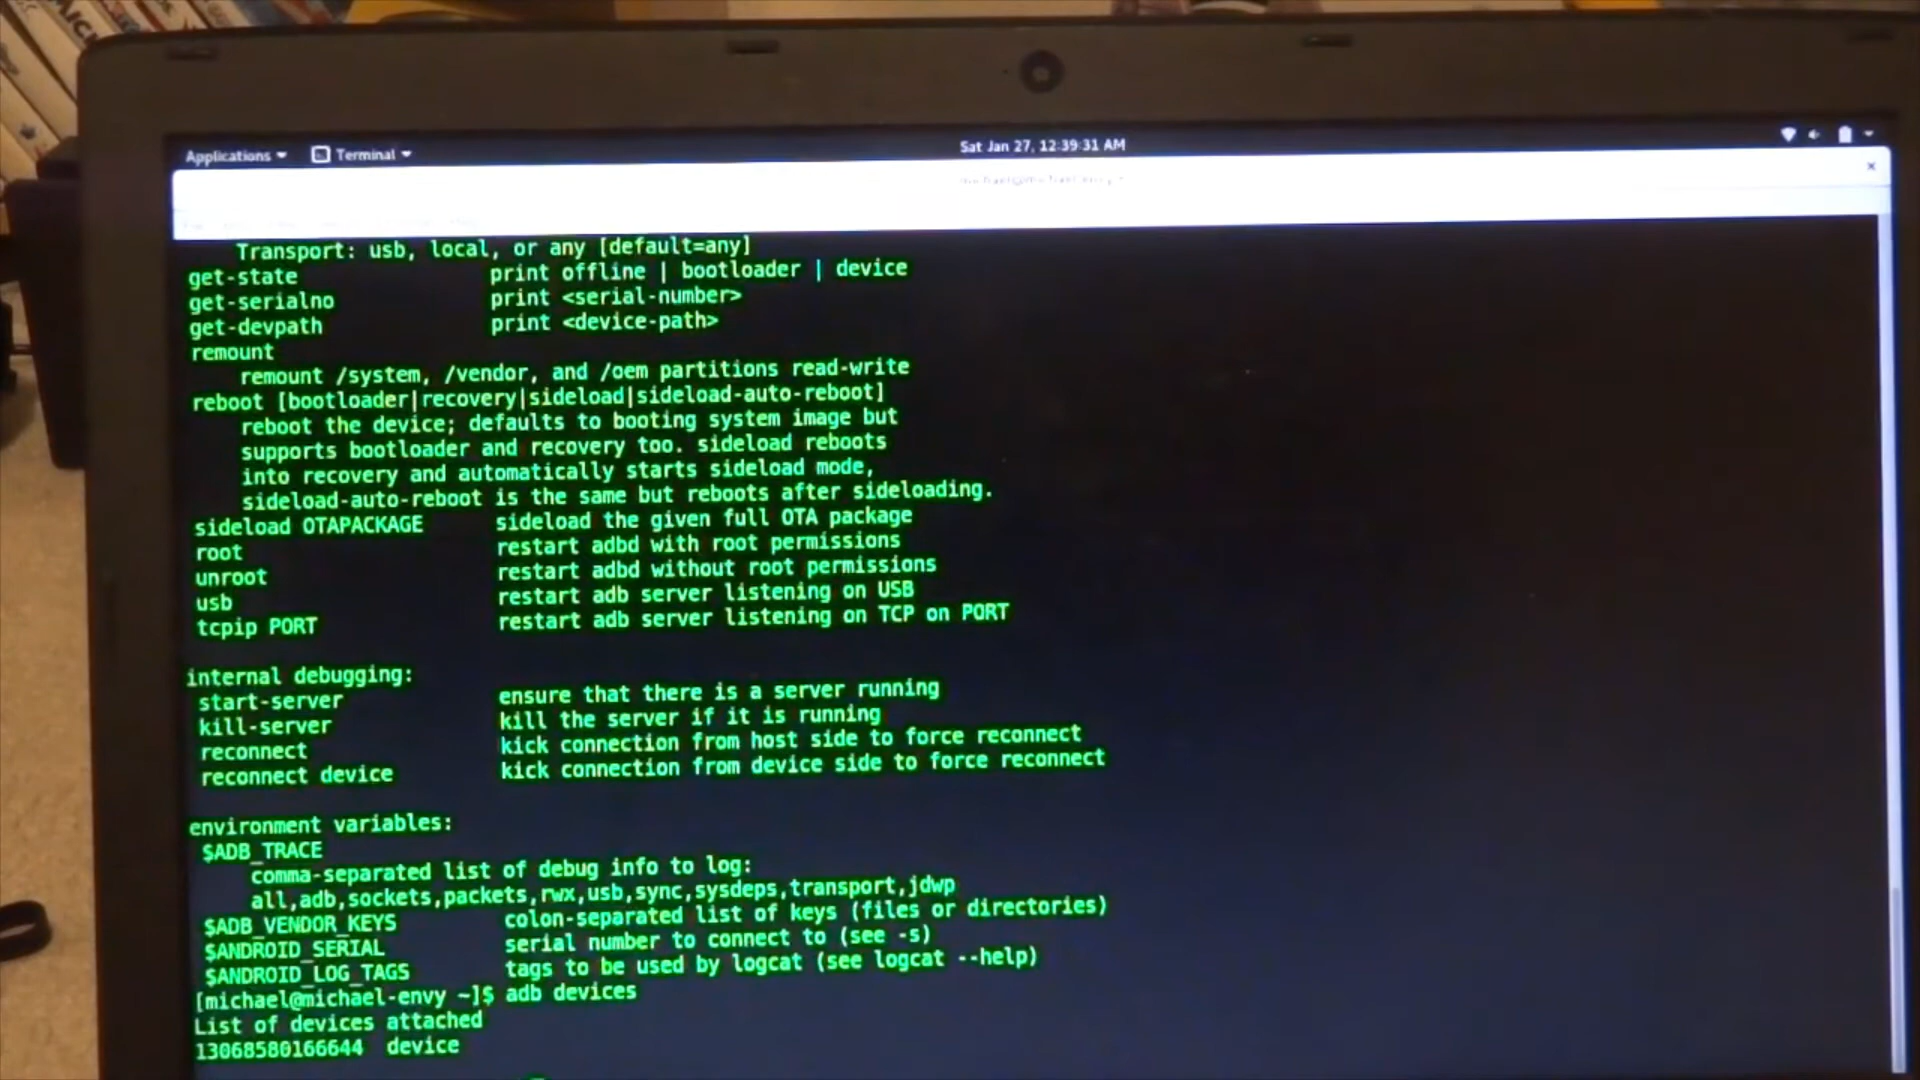 Applications Terminal Sat Jan 27, 12:39:31 AM
Transport: usb, local, or any [default=any]
get-state print offline | bootloader | device
get-serialno print <serial-number>
get-devpath print <device-path>
remount
remount /system, /vendor, and /oem partitions read-write
reboot [bootloader|recovery|sideload|sideload-auto-reboot]
reboot the device; defaults to booting system image but
supports bootloader and recovery too. sideload reboots
into recovery and automatically starts sideload mode,
sideload-auto-reboot is the same but reboots after sideloading.
sideload OTAPACKAGE sideload the given full OTA package
root restart adbd with root permissions
unroot restart adbd without root permissions
usb restart adb server listening on USB
tcpip PORT restart adb server listening on TCP on PORT
internal debugging:
start-server ensure that there is a server running
kill-server kill the server if it is running
reconnect kick connection from host side to force reconnect
reconnect device kick connection from device side to force reconnect
environment variables:
$ADB_TRACE
comma-separated list of debug info to log:
all,adb,sockets,packets,rwx,usb,sync,sysdeps,transport,jdwp
$ADB_VENDOR_KEYS colon-separated list of keys (files or directories)
$ANDROID_SERIAL serial number to connect to (see -s)
$ANDROID_LOG_TAGS tags to be used by logcat (see logcat --help)
[michael@michael-envy ~]$ adb devices
List of devices attached
13068580166644 device